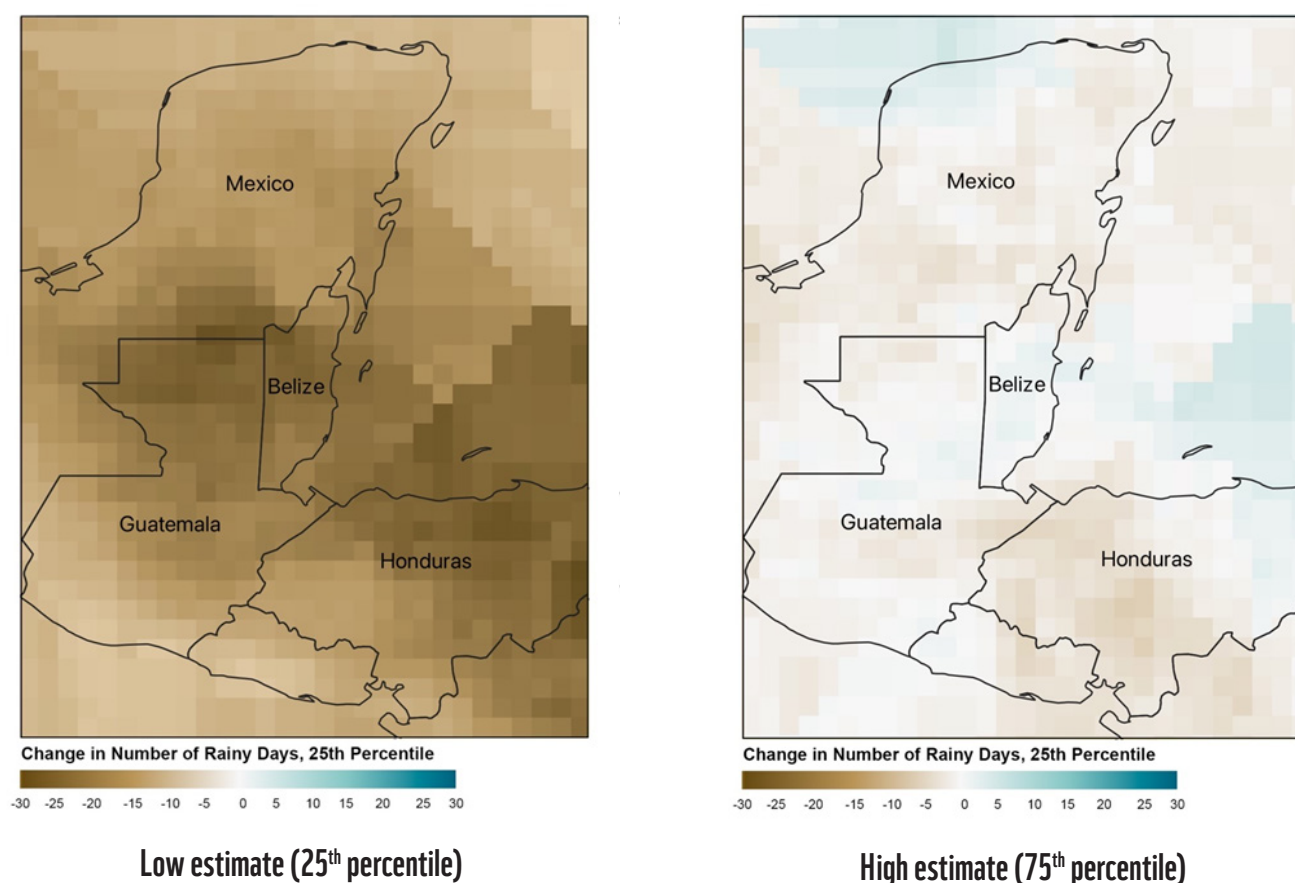 Mexico
Belize
Guatemala
Honduras
Change in Number of Rainy Days, 25th Percentile
-30 -25 -20 -15 -10 -5 0 5 10 15 20 25 30
Low estimate (25th percentile)
Mexico
Belize
Guatemala
Honduras
Change in Number of Rainy Days, 25th Percentile
-30 -25 -20 -15 -10 -5 0 5 10 15 20 25 30
High estimate (75th percentile)